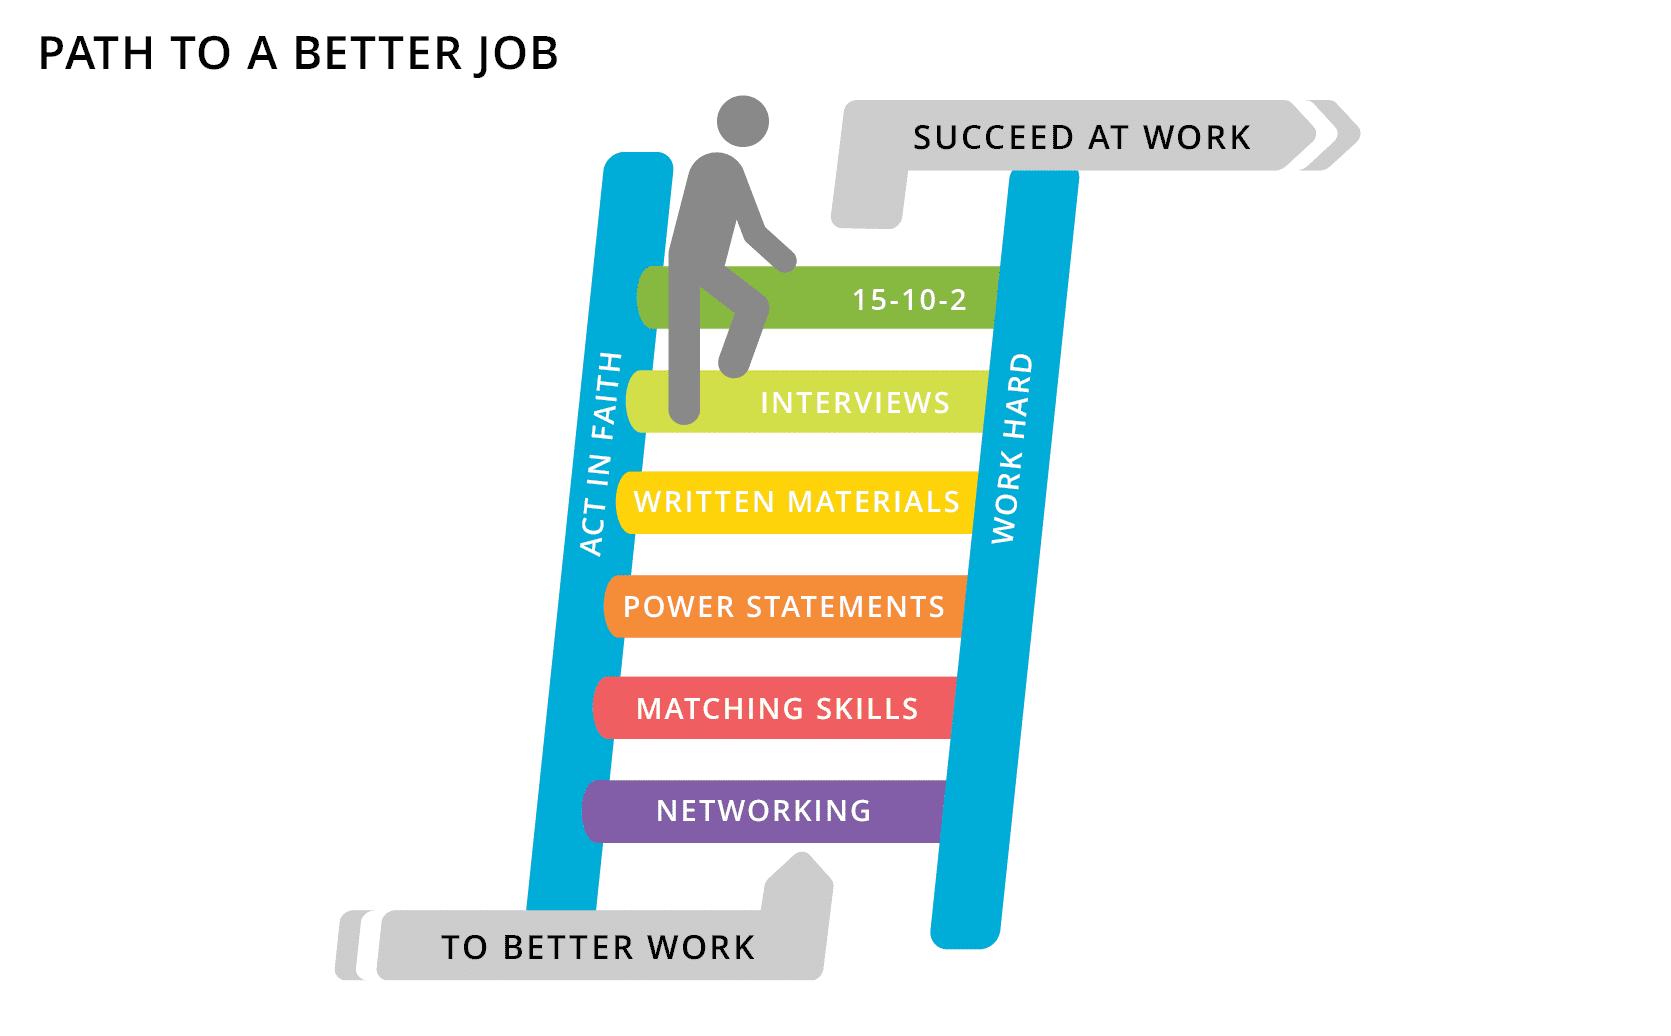 PATH TO A BETTER JOB
SUCCEED AT WORK
15-10-2
INTERVIEWS
ACT IN FAITH
WORK HARD
WRITTEN MATERIALS
POWER STATEMENTS
MATCHING SKILLS
NETWORKING
TO BETTER WORK